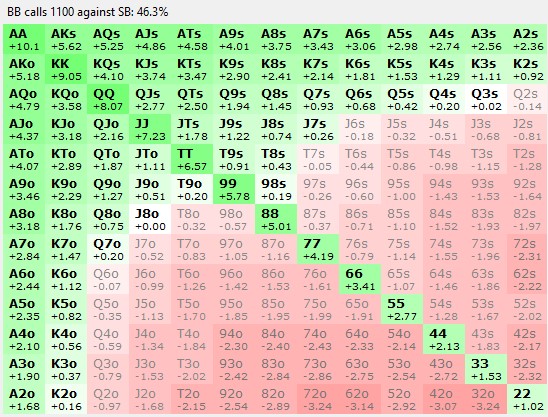 BB calls 1100 against SB: 46.3%
AA AKs AQs AJs ATs A9s A8s A7s A6s A5s A4s A3s A2s
+10.1 +5.62 +5.25 +4.86 +4.58 +4.01 +3.75 +3.43 +3.06 +2.98 +2.74 +2.56 +2.36
AKo KK KQs KJs KTs K9s K8s K7s K6s K5s K4s K3s K2s
+5.18 +9.05 +4.10 +3.74 +3.47 +2.90 +2.41 +2.14 +1.81 +1.53 +1.29 +1.11 +0.92
AQo KQo QQ QJs QTs Q9s Q8s Q7s Q6s Q5s Q4s Q3s Q2s
+4.79 +3.58 +8.07 +2.77 +2.50 +1.94 +1.45 +0.93 +0.68 +0.42 +0.20 +0.02 -0.14
AJo KJo QJo JJ JTs J9s J8s J7s J6s J5s J4s J3s J2s
+4.37 +3.18 +2.16 +7.23 +1.78 +1.22 +0.74 +0.26 -0.18 -0.32 -0.51 -0.68 -0.81
ATo KTo QTo JTo TT T9s T8s T7s T6s T5s T4s T3s T2s
+4.07 +2.89 +1.87 +1.11 +6.57 +0.91 +0.43 -0.05 -0.44 -0.86 -0.98 -1.15 -1.28
A9o K9o Q9o J9o T9o 99 98s 97s 96s 95s 94s 93s 92s
+3.46 +2.29 +1.27 +0.51 +0.20 +5.78 +0.19 -0.26 -0.60 -1.00 -1.43 -1.53 -1.64
A8o K8o Q8o J8o T8o 98o 88 87s 86s 85s 84s 83s 82s
+3.18 +1.76 +0.75 +0.00 -0.32 -0.57 +5.01 -0.37 -0.71 -1.10 -1.52 -1.93 -1.97
A7o K7o Q7o J7o T7o 97o 87o 77 76s 75s 74s 73s 72s
+2.84 +1.47 +0.20 -0.52 -0.83 -1.05 -1.16 +4.19 -0.79 -1.14 -1.55 -1.96 -2.31
A6o K6o Q6o J6o T6o 96o 86o 76o 66 65s 64s 63s 62s
+2.44 +1.12 -0.07 -0.99 -1.26 -1.42 -1.53 -1.61 +3.41 -1.07 -1.46 -1.86 -2.22
A5o K5o Q5o J5o T5o 95o 85o 75o 65o 55 54s 53s 52s
+2.35 +0.82 -0.35 -1.13 -1.70 -1.85 -1.95 -1.99 -1.91 +2.77 -1.28 -1.67 -2.02
A4o K4o Q4o J4o T4o 94o 84o 74o 64o 54o 44 43s 42s
+2.10 +0.56 -0.59 -1.34 -1.84 -2.30 -2.40 -2.43 -2.33 -2.14 +2.13 -1.83 -2.17
A3o K3o Q3o J3o T3o 93o 83o 73o 63o 53o 43o 33 32s
+1.90 +0.37 -0.79 -1.53 -2.02 -2.42 -2.84 -2.86 -2.75 -2.54 -2.72 +1.53 -2.32
A2o K2o Q2o J2o T2o 92o 82o 72o 62o 52o 42o 32o 22
+1.68 +0.16 -0.97 -1.68 -2.15 -2.54 -2.89 -3.24 -3.14 -2.92 -3.07 -3.24 +1.02